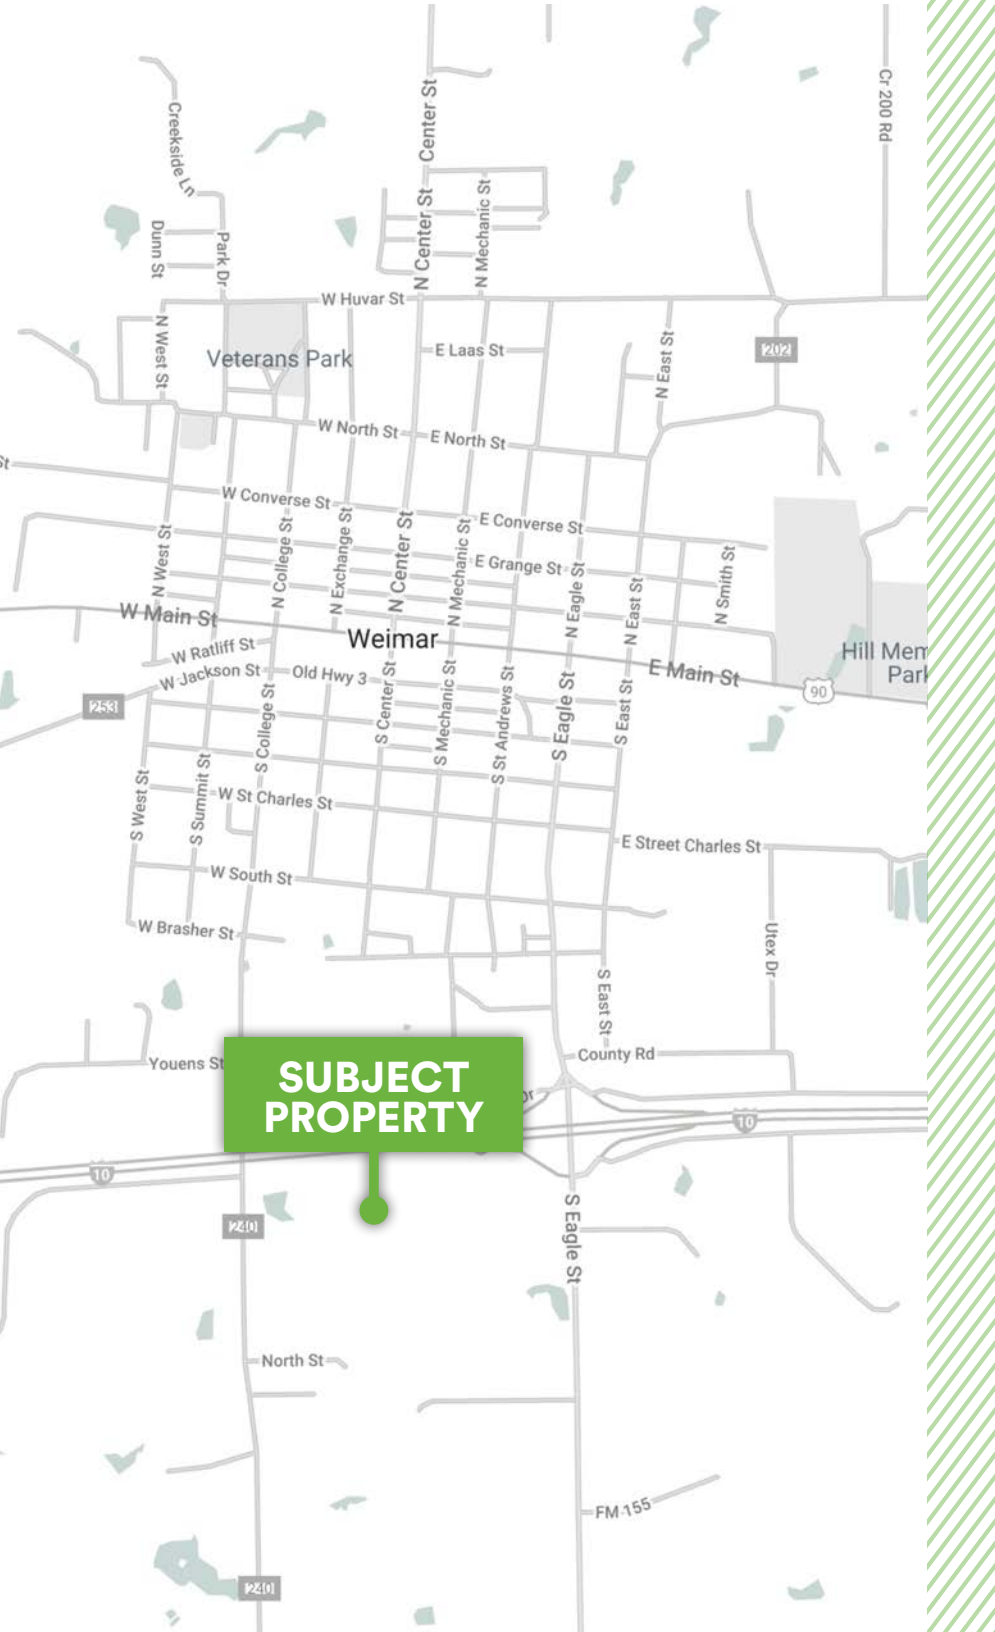 Cr 200 Rd
Center St
Creekside Ln
N Center St
N Mechanic St
Dunn St
Park Dr
W Huvar St
N West St
Veterans Park
E Laas St
N East St
202
W North St
E North St
St
W Converse St
E Converse St
N West St
N College St
N Exchange St
N Center St
N Mechanic St
E Grange St
N Eagle St
N East St
N Smith St
W Main St
Weimar
W Ratliff St
W Jackson St
Old Hwy 3
E Main St
Hill Mem
Park
90
253
S College St
S Center St
S Mechanic St
S St Andrews St
S Eagle St
S East St
S West St
S Summit St
W St Charles St
E Street Charles St
W South St
W Brasher St
Utex Dr
S East St
County Rd
Youens St
SUBJECT
PROPERTY
Dr
10
10
240
S Eagle St
North St
FM 155
240